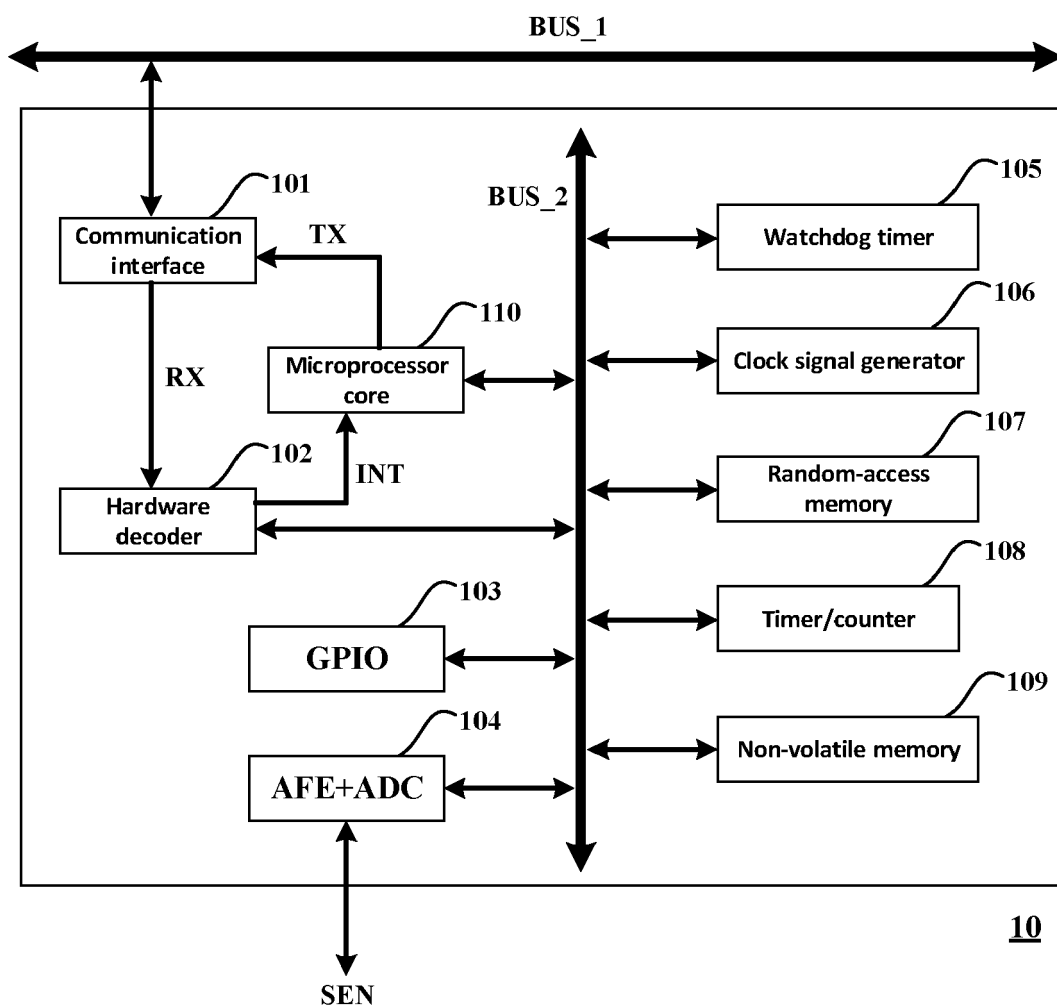 BUS_1
101
Communication
interface
TX
BUS_2
105
Watchdog timer
110
Microprocessor
core
106
Clock signal generator
RX
102
Hardware
decoder
INT
107
Random-access
memory
103
GPIO
108
Timer/counter
104
AFE+ADC
109
Non-volatile memory
10
SEN